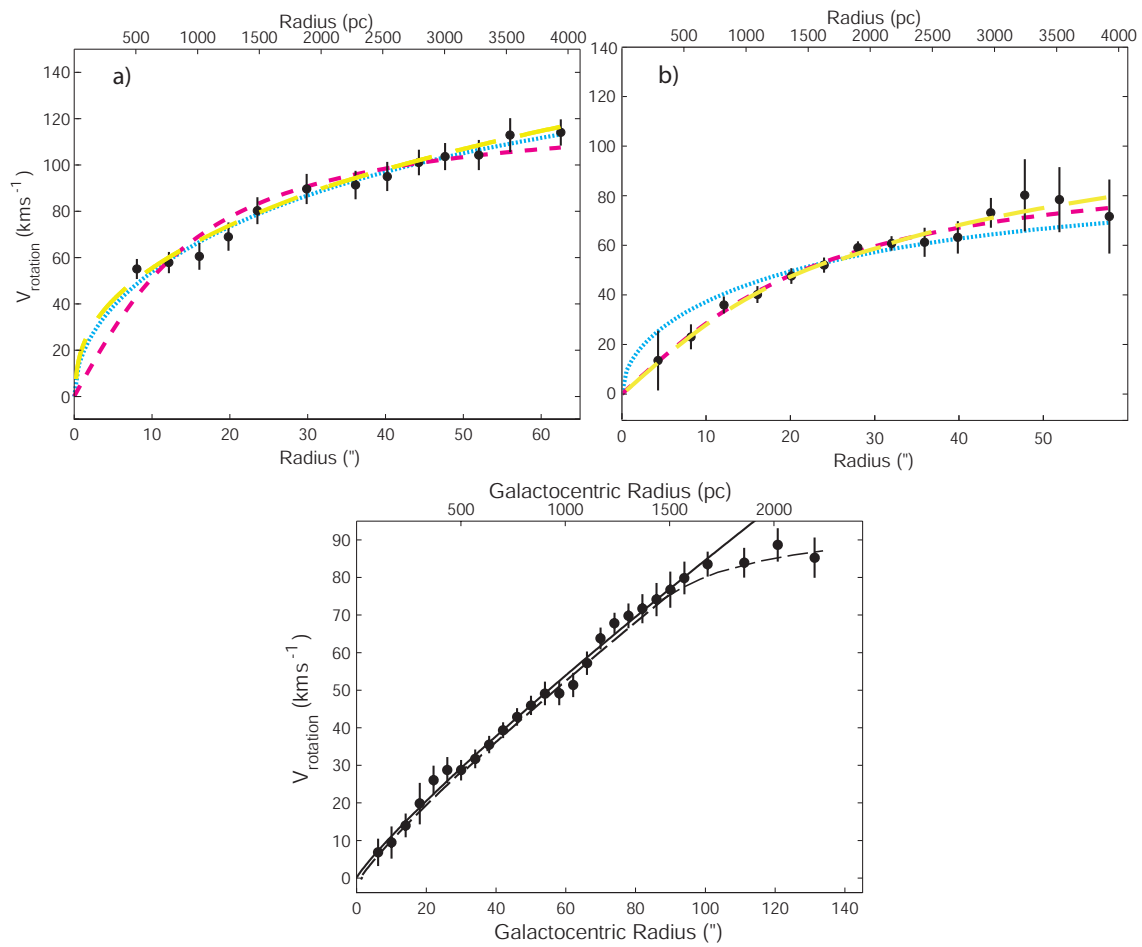 Radius (pc)
500 1000 1500 2000 2500 3000 3500 4000
a)
140
120
100
80
60
40
20
0
V rotation (kms -1)
0 10 20 30 40 50 60
Radius (")
Radius (pc)
500 1000 1500 2000 2500 3000 3500 4000
b)
140
120
100
80
60
40
20
0
0 10 20 30 40 50
Radius (")
Galactocentric Radius (pc)
500 1000 1500 2000
90
80
70
60
50
40
30
20
10
0
V rotation (kms -1)
0 20 40 60 80 100 120 140
Galactocentric Radius (")